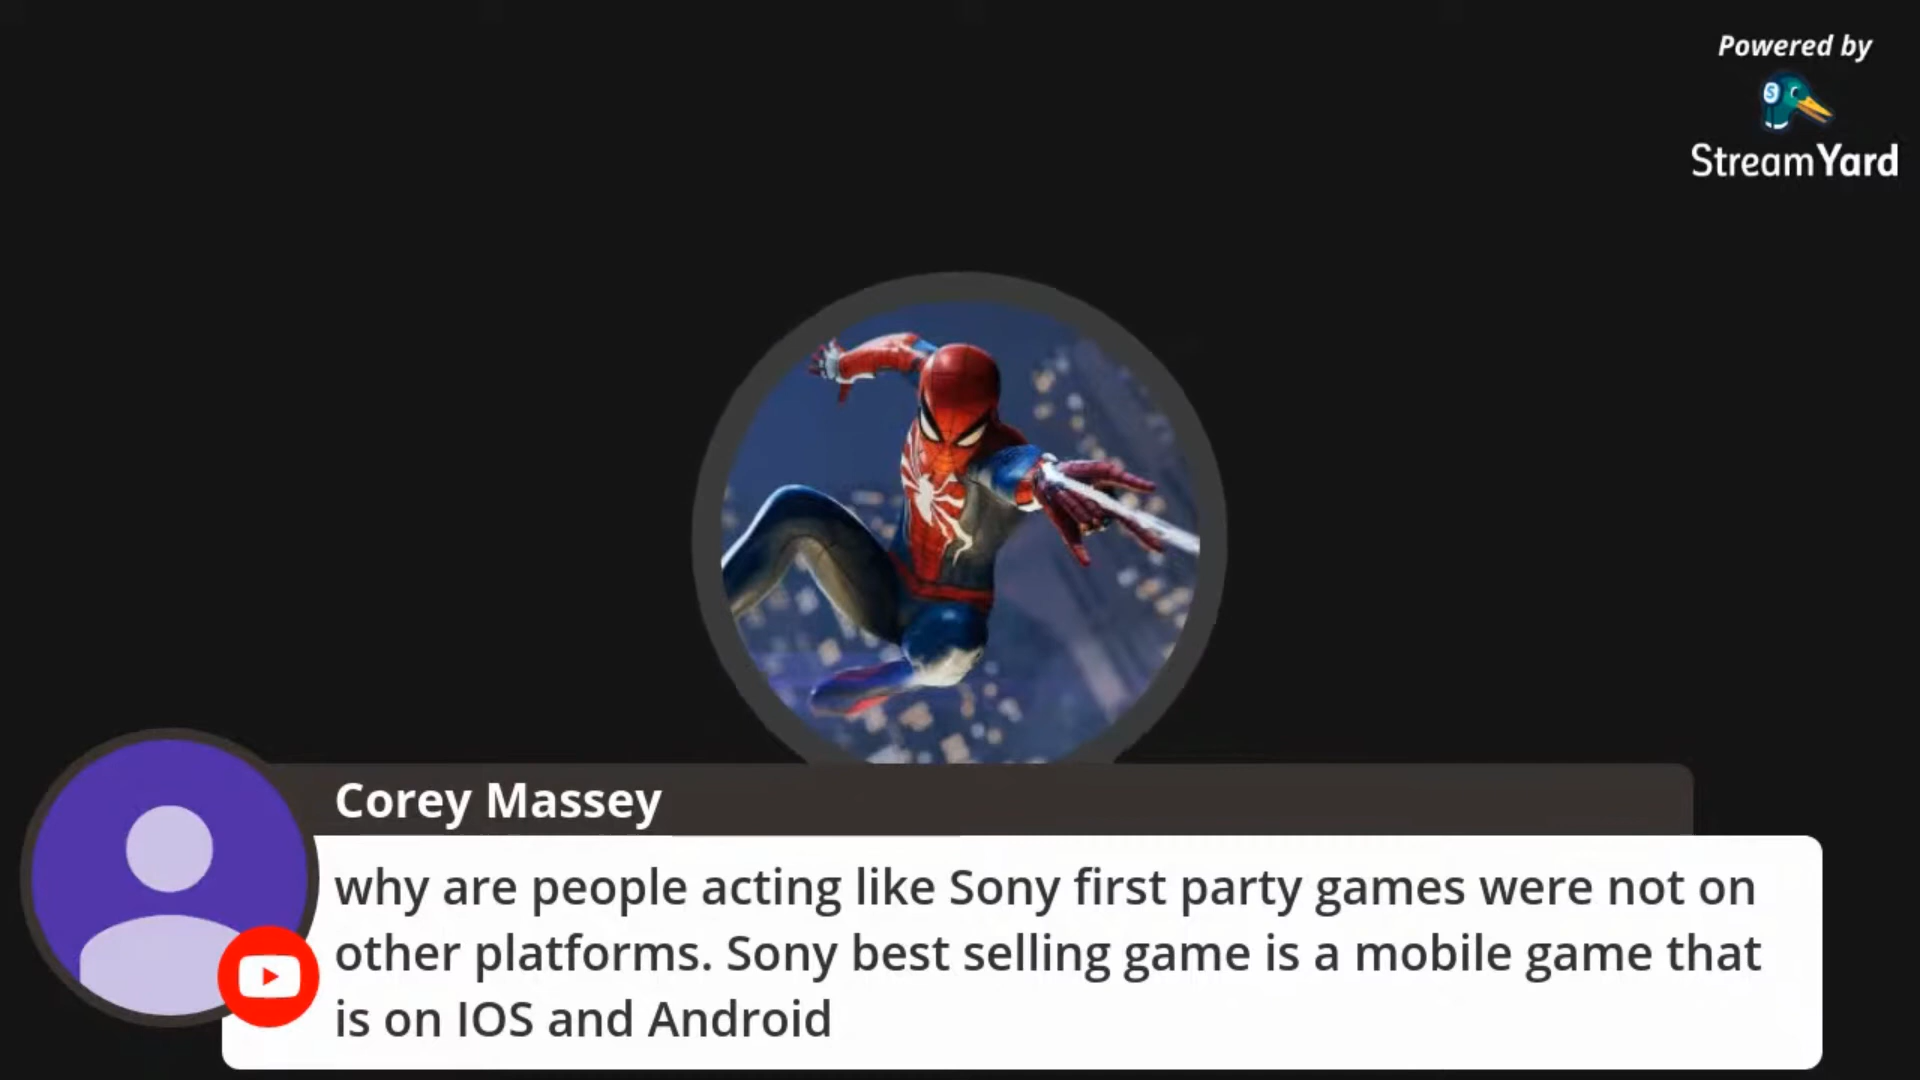 Powered by
StreamYard
Corey Massey
why are people acting like Sony first party games were not on
other platforms. Sony best selling game is a mobile game that
is on IOS and Android